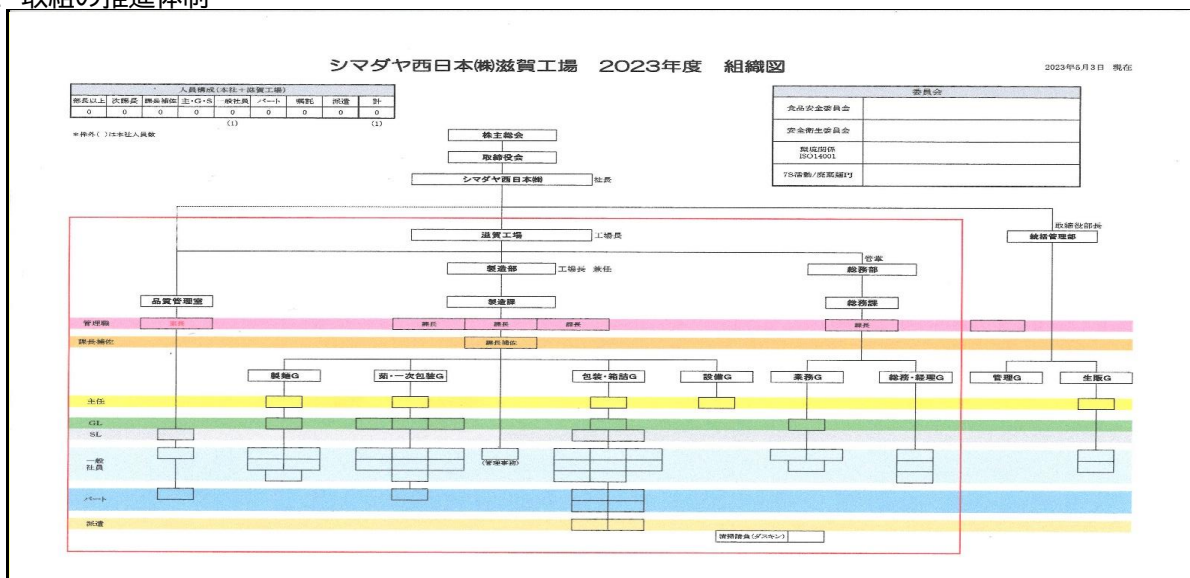 取組の推進体制
シマダヤ西日本㈱滋賀工場 2023年度 組織図
2023年5月3日 現在
人員構成(本社+滋賀工場)
部長以上 次課長 課長補佐 主・G・S 一般社員 パート 嘱託 派遣 計
0 0 0 0 0 0 0 0 0
(1) (1)
*枠外( )は本社人員数
委員会
食品安全委員会
安全衛生委員会
環境関係
ISO14001
7S活動/廃棄麺円
株主総会
取締役会
シマダヤ西日本㈱ 社長
取締役部長
滋賀工場 工場長
統括管理部
管掌
製造部 工場長 兼任
総務部
品質管理室
製造課
総務課
管理職 室長 課長 課長 課長 課長
課長補佐 課長補佐
製麺G 茹・一次包装G 包装・箱詰G 設備G 業務G 総務・経理G 管理G 生販G
主任
GL
SL
一般
社員
(管理事務)
パート
派遣
清掃請負(ダスキン)